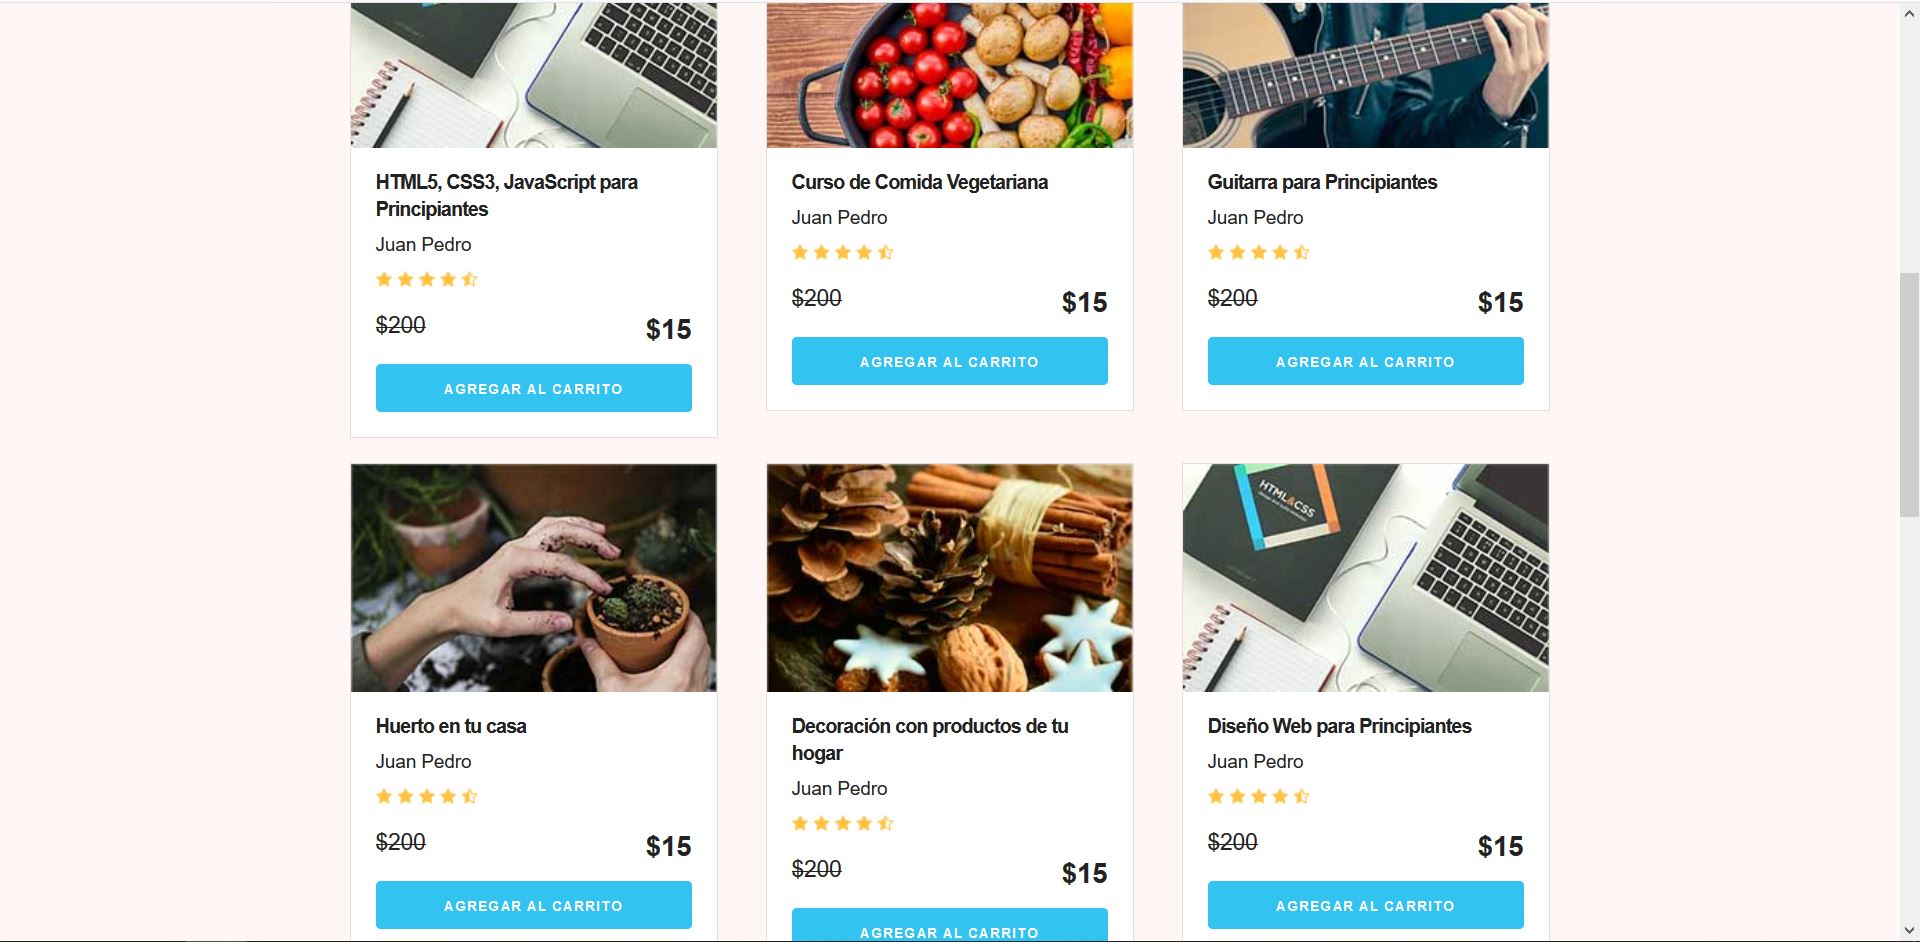 HTML5, CSS3, JavaScript para
Principiantes
Juan Pedro
$200
$15
AGREGAR AL CARRITO
Curso de Comida Vegetariana
Juan Pedro
$200
$15
AGREGAR AL CARRITO
Guitarra para Principiantes
Juan Pedro
$200
$15
AGREGAR AL CARRITO
Huerto en tu casa
Juan Pedro
$200
$15
AGREGAR AL CARRITO
Decoración con productos de tu
hogar
Juan Pedro
$200
$15
AGREGAR AL CARRITO
HTML&CSS
Diseño Web para Principiantes
Juan Pedro
$200
$15
AGREGAR AL CARRITO